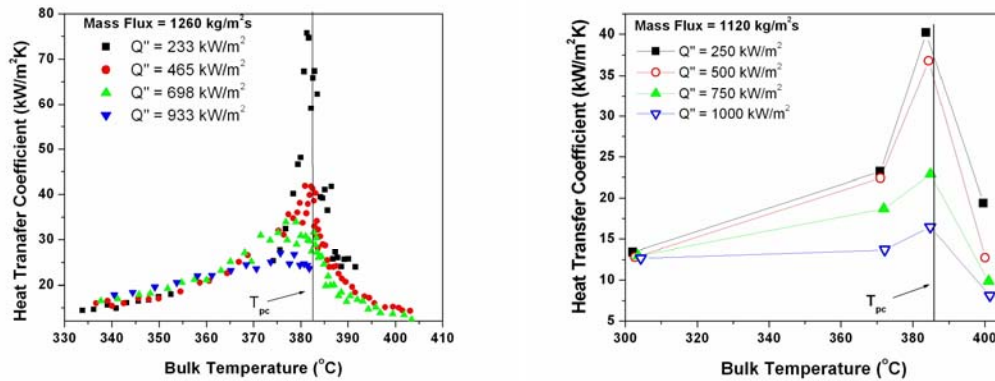 Mass Flux = 1260 kg/m²s
Q" = 233 kW/m²
Q" = 465 kW/m²
Q" = 698 kW/m²
Q" = 933 kW/m²
Heat Tranafer Coefficient (kW/m²K)
80
70
60
50
40
30
20
T pc
330 340 350 360 370 380 390 400 410
Bulk Temperature (°C)
Mass Flux = 1120 kg/m²s
Q" = 250 kW/m²
Q" = 500 kW/m²
Q" = 750 kW/m²
Q" = 1000 kW/m²
Heat Transfer Coefficient (kW/m²K)
40
35
30
25
20
15
10
5
T pc
300 320 340 360 380 400
Bulk Temperature (°C)